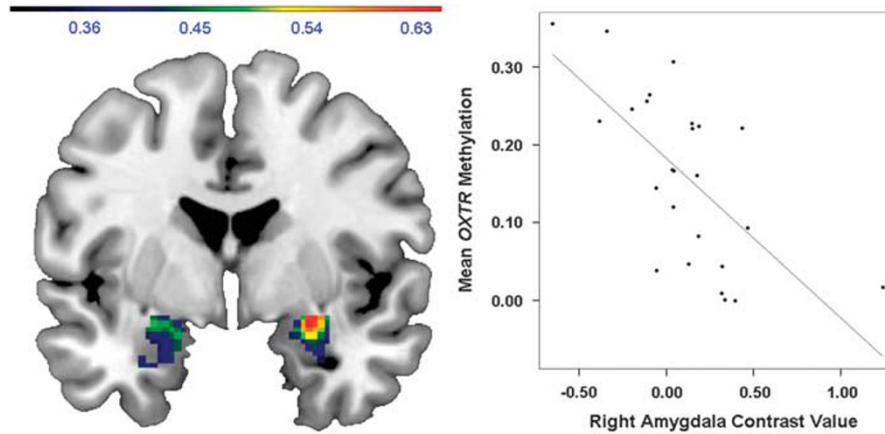 0.36 0.45 0.54 0.63
Mean OXTR Methylation
0.30
0.20
0.10
0.00
-0.50 0.00 0.50 1.00
Right Amygdala Contrast Value